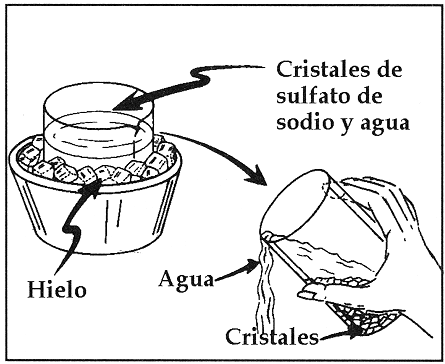 Cristales de
sulfato de
sodio y agua
Hielo
Agua
Cristales